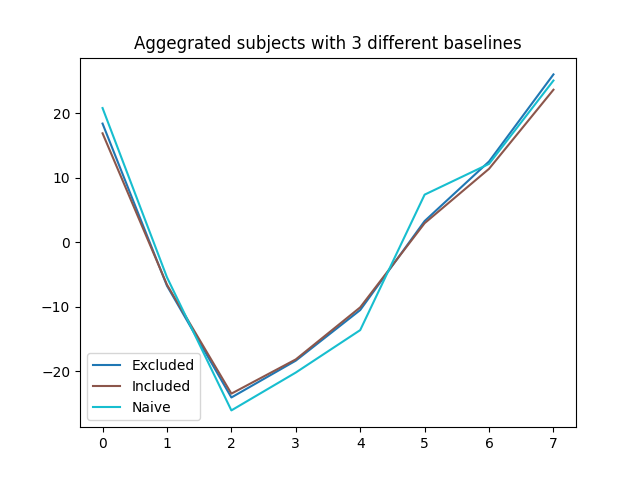 Aggegrated subjects with 3 different baselines
20
10
0
−10
−20
Excluded
Included
Naive
0 1 2 3 4 5 6 7